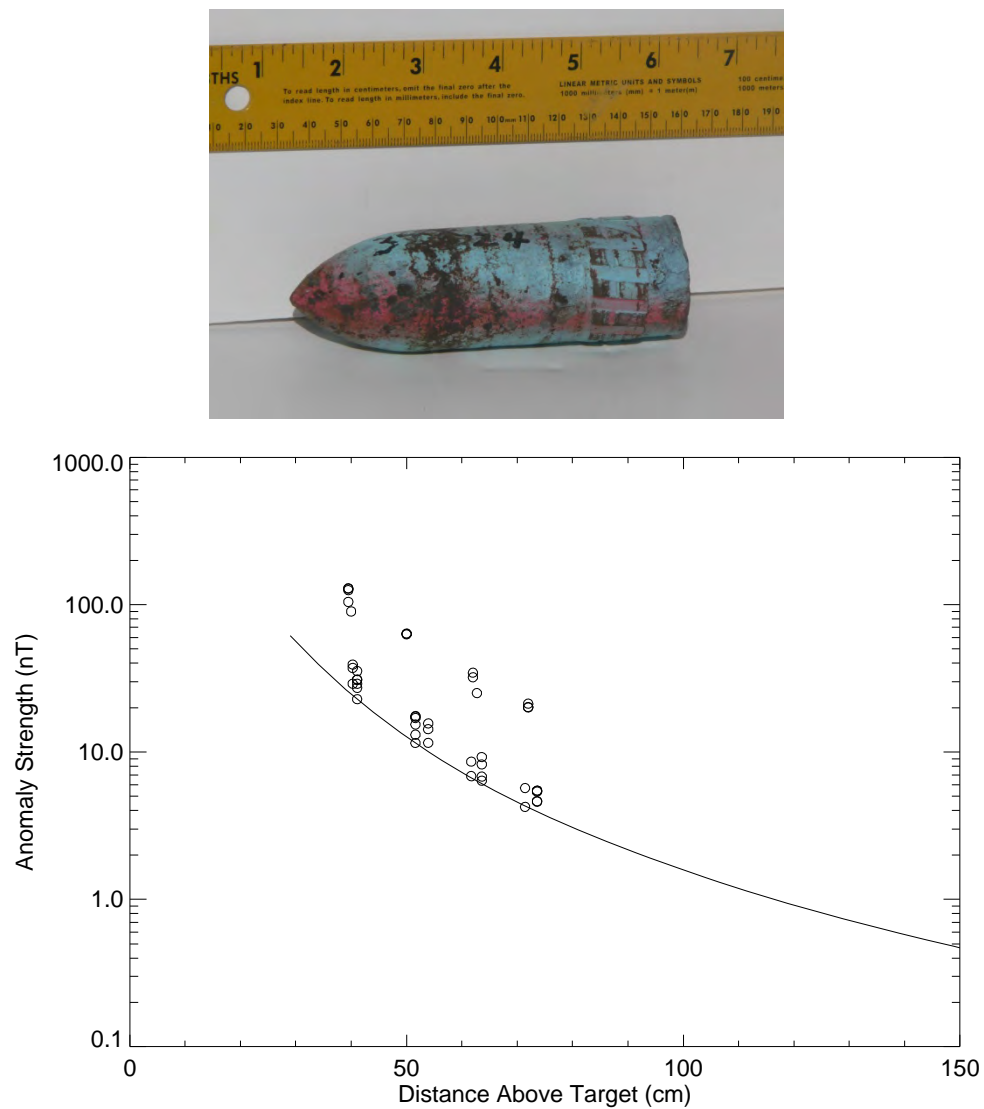 THS 1 2 3 4 5 6 7
To read length in centimeters, omit the final zero after the
index line. To read length in millimeters, include the final zero.
LINEAR METRIC UNITS AND SYMBOLS
1000 millimeters (mm) = 1 meter(m)
100 centime
1000 meters
10 20 30 40 50 60 70 80 90 100mm 110 120 130 140 150 160 170 180 190
24
1000.0
100.0
10.0
1.0
0.1
Anomaly Strength (nT)
0 50 100 150
Distance Above Target (cm)